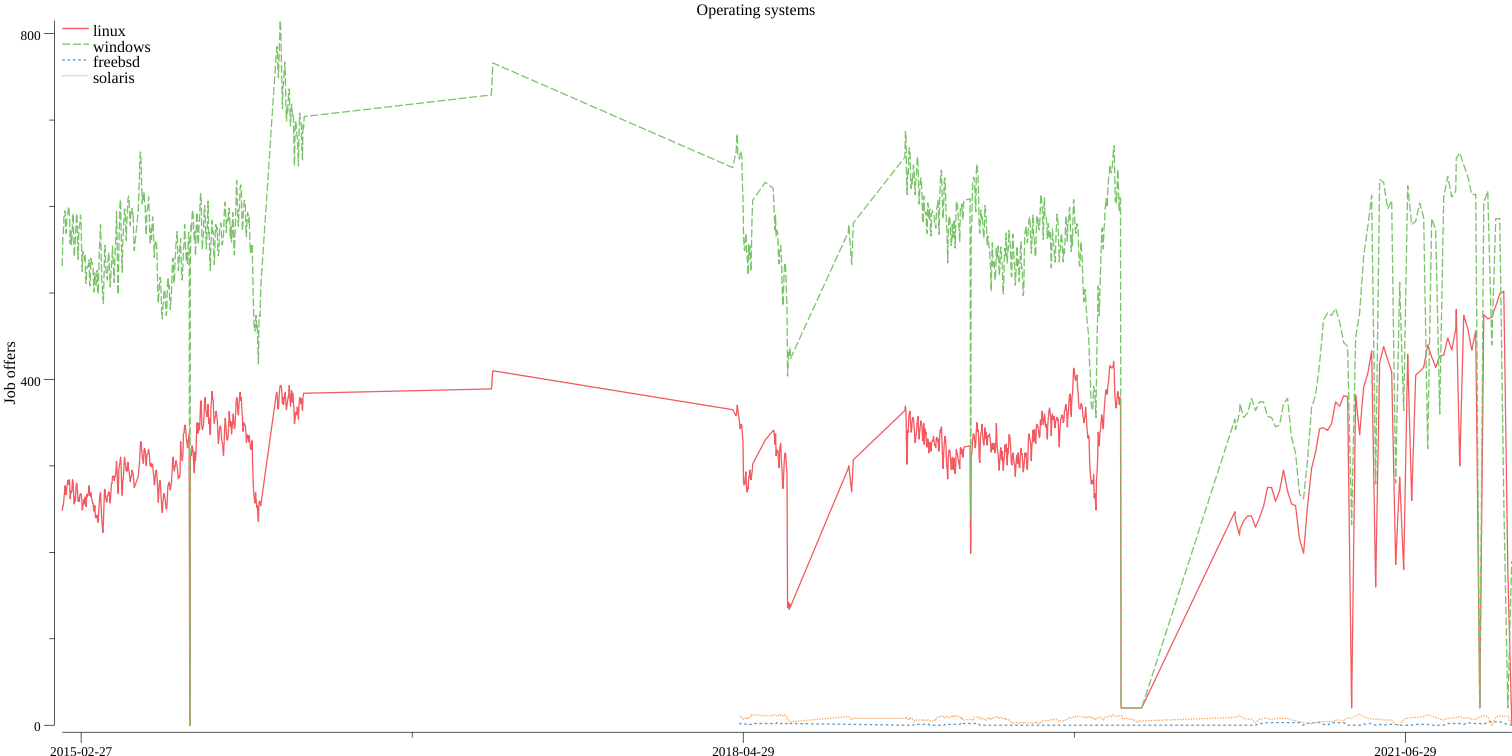 Operating systems
800
linux
windows
freebsd
solaris
Job offers
400
0
2015-02-27
2018-04-29
2021-06-29